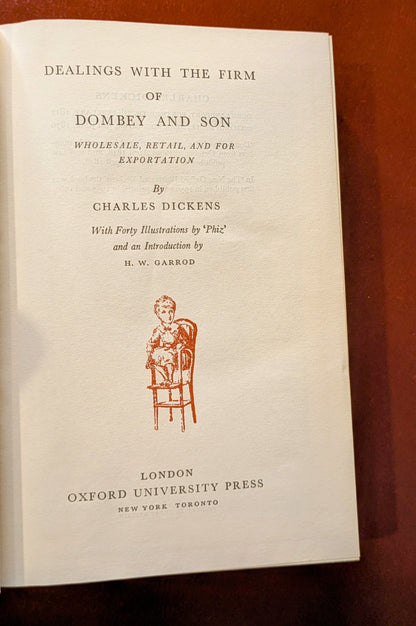 DEALINGS WITH THE FIRM
OF
DOMBEY AND SON
WHOLESALE, RETAIL, AND FOR
EXPORTATION
By
CHARLES DICKENS
With Forty Illustrations by 'Phiz'
and an Introduction by
H. W. GARROD
LONDON
OXFORD UNIVERSITY PRESS
NEW YORK TORONTO